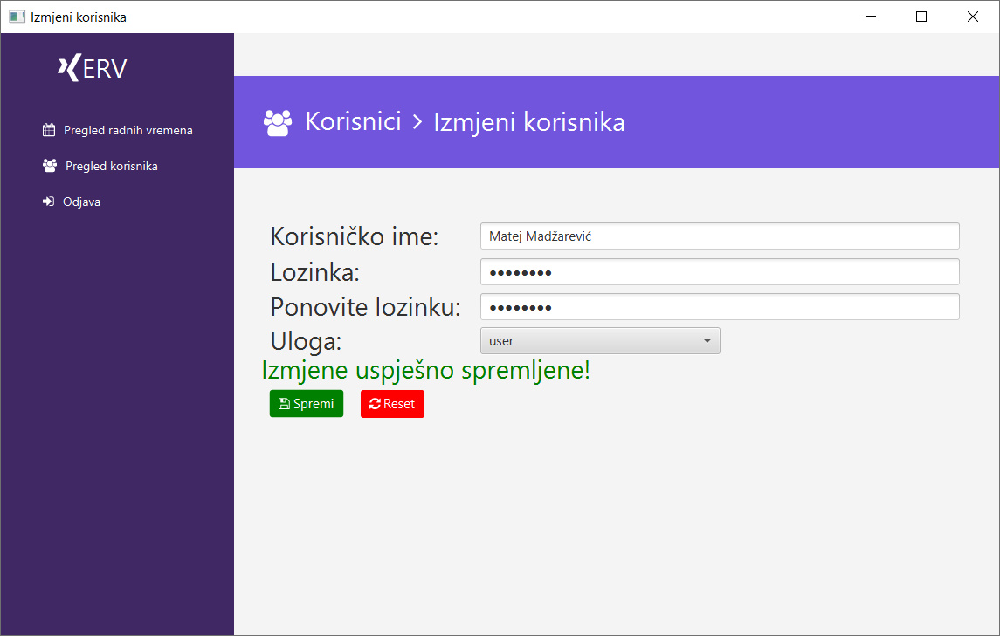 Izmjeni korisnika
ERV
Pregled radnih vremena
Pregled korisnika
Odjava
Korisnici > Izmjeni korisnika
Korisničko ime: Matej Madžarević
Lozinka: ••••••••
Ponovite lozinku: ••••••••
Uloga: user
Izmjene uspješno spremljene!
Spremi Reset